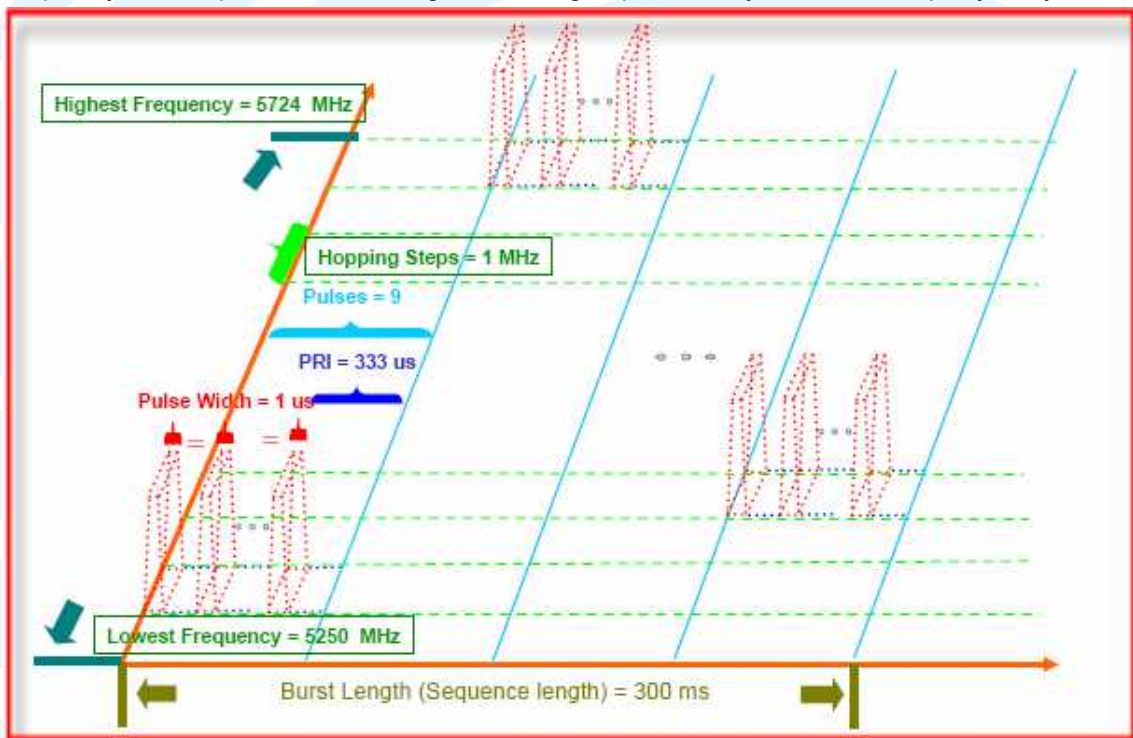 Highest Frequency = 5724 MHz
Hopping Steps = 1 MHz
Pulses = 9
PRI = 333 us
Pulse Width = 1 us
= =
Lowest Frequency = 5250 MHz
Burst Length (Sequence length) = 300 ms